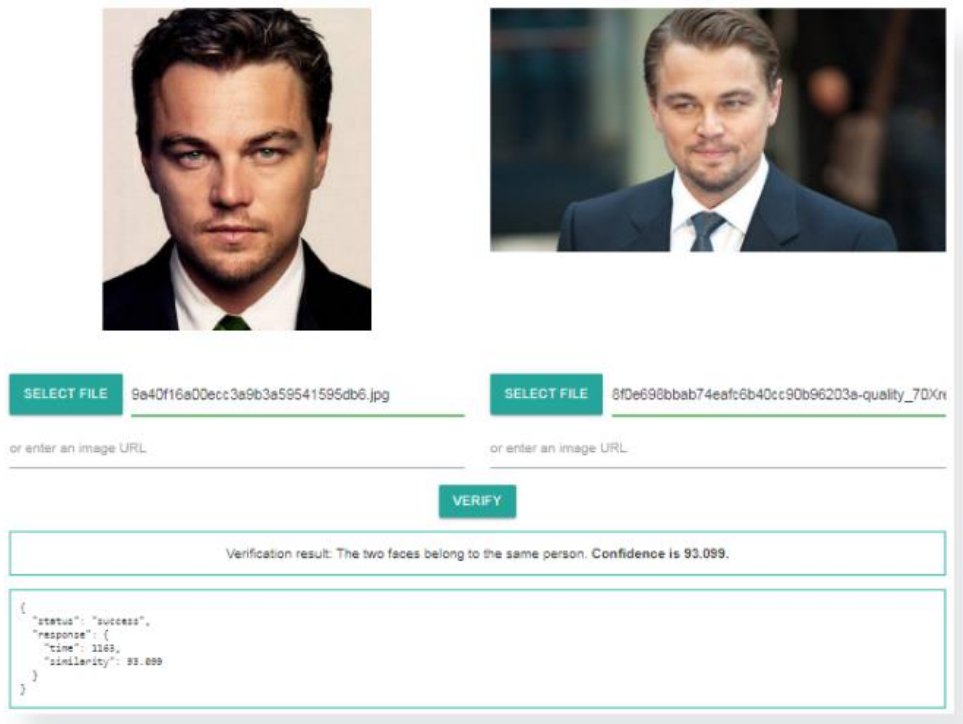 SELECT FILE 9a40f16a00ecc3a9b3a59541595db6.jpg
SELECT FILE 8f0e698bbab74eafc6b40cc90b96203a-quality_70Xre
or enter an image URL
or enter an image URL
VERIFY
Verification result: The two faces belong to the same person. Confidence is 93.099.
{
"status": "success",
"response": {
"time": 1163,
"similarity": 93.099
}
}